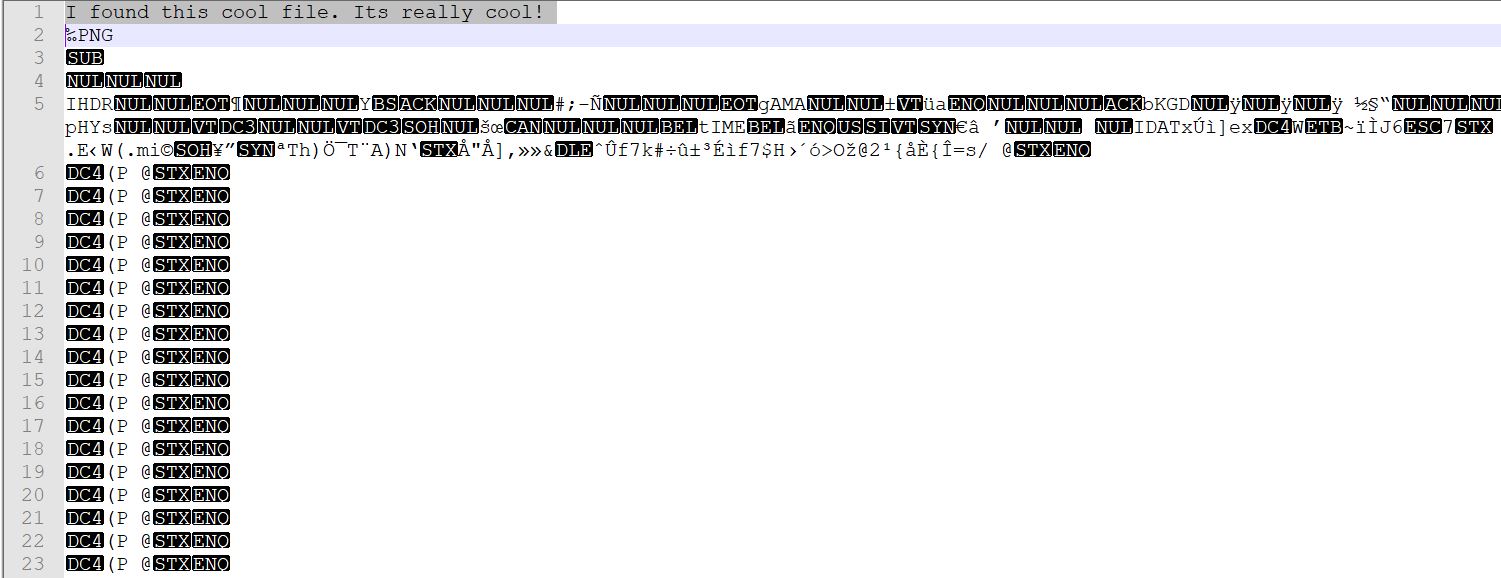 1 I found this cool file. Its really cool!
2 ‰PNG
3 SUB
4 NULNULNUL
5 IHDRNULNULEOT¶NULNULNULYBSACKNULNULNUL#;–ÑNULNULNULEOTgAMANULNUL±VTüaENQNULNULNULACKbKGDNULÿNULÿNULÿ ½§“NULNULNUL
pHYsNULNULVTDC3NULNULVTDC3SOHNULšœCANNULNULNULBELtIMEBELãENQUSSIVTSYN€â ’NULNUL NULIDATxÚì]exDC4WETB~ïÌJ6ESC7STX
.E‹W(.mi©SOH¥”SYNªTh)Ö¯T¨A)N‘STXÅ"Å],»»&DLEˆÛf7k#÷û±³Éìf7$H›´ó>Ož@2¹{åÈ{Î=s/ @STXENQ
6 DC4(P @STXENQ
7 DC4(P @STXENQ
8 DC4(P @STXENQ
9 DC4(P @STXENQ
10 DC4(P @STXENQ
11 DC4(P @STXENQ
12 DC4(P @STXENQ
13 DC4(P @STXENQ
14 DC4(P @STXENQ
15 DC4(P @STXENQ
16 DC4(P @STXENQ
17 DC4(P @STXENQ
18 DC4(P @STXENQ
19 DC4(P @STXENQ
20 DC4(P @STXENQ
21 DC4(P @STXENQ
22 DC4(P @STXENQ
23 DC4(P @STXENQ